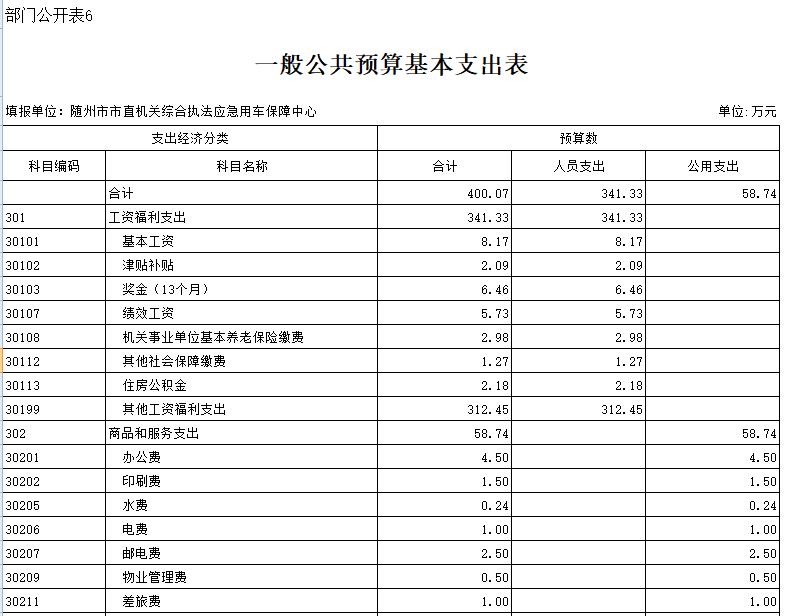 部门公开表6
一般公共预算基本支出表
填报单位：随州市市直机关综合执法应急用车保障中心 单位:万元
支出经济分类 预算数
科目编码 科目名称 合计 人员支出 公用支出
合计 400.07 341.33 58.74
301 工资福利支出 341.33 341.33
30101 基本工资 8.17 8.17
30102 津贴补贴 2.09 2.09
30103 奖金（13个月） 6.46 6.46
30107 绩效工资 5.73 5.73
30108 机关事业单位基本养老保险缴费 2.98 2.98
30112 其他社会保障缴费 1.27 1.27
30113 住房公积金 2.18 2.18
30199 其他工资福利支出 312.45 312.45
302 商品和服务支出 58.74 58.74
30201 办公费 4.50 4.50
30202 印刷费 1.50 1.50
30205 水费 0.24 0.24
30206 电费 1.00 1.00
30207 邮电费 2.50 2.50
30209 物业管理费 0.50 0.50
30211 差旅费 1.00 1.00